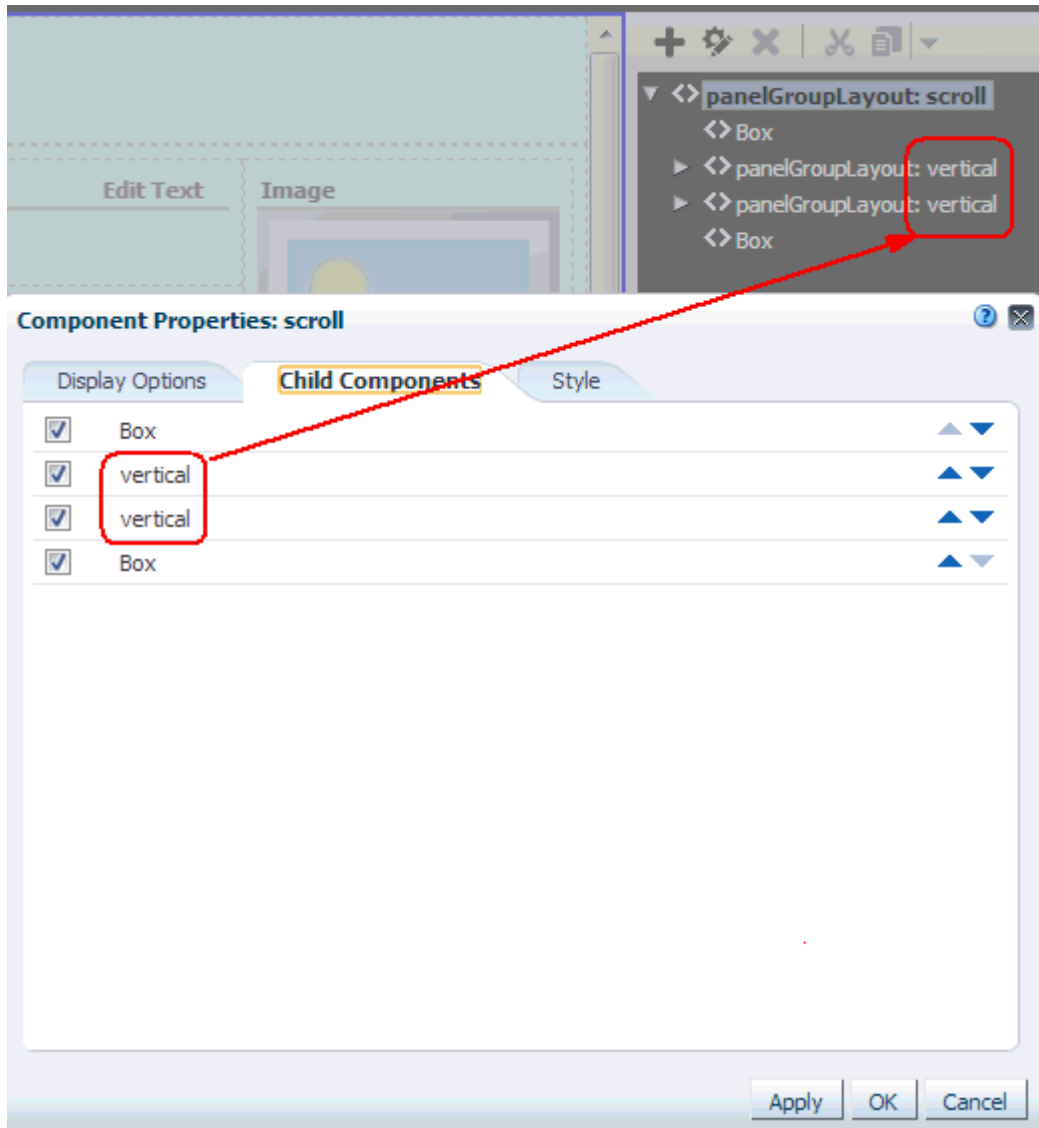 panelGroupLayout: scroll
Box
panelGroupLayout: vertical
panelGroupLayout: vertical
Box
Edit Text
Image
Component Properties: scroll
Display Options
Child Components
Style
Box
vertical
vertical
Box
Apply
OK
Cancel